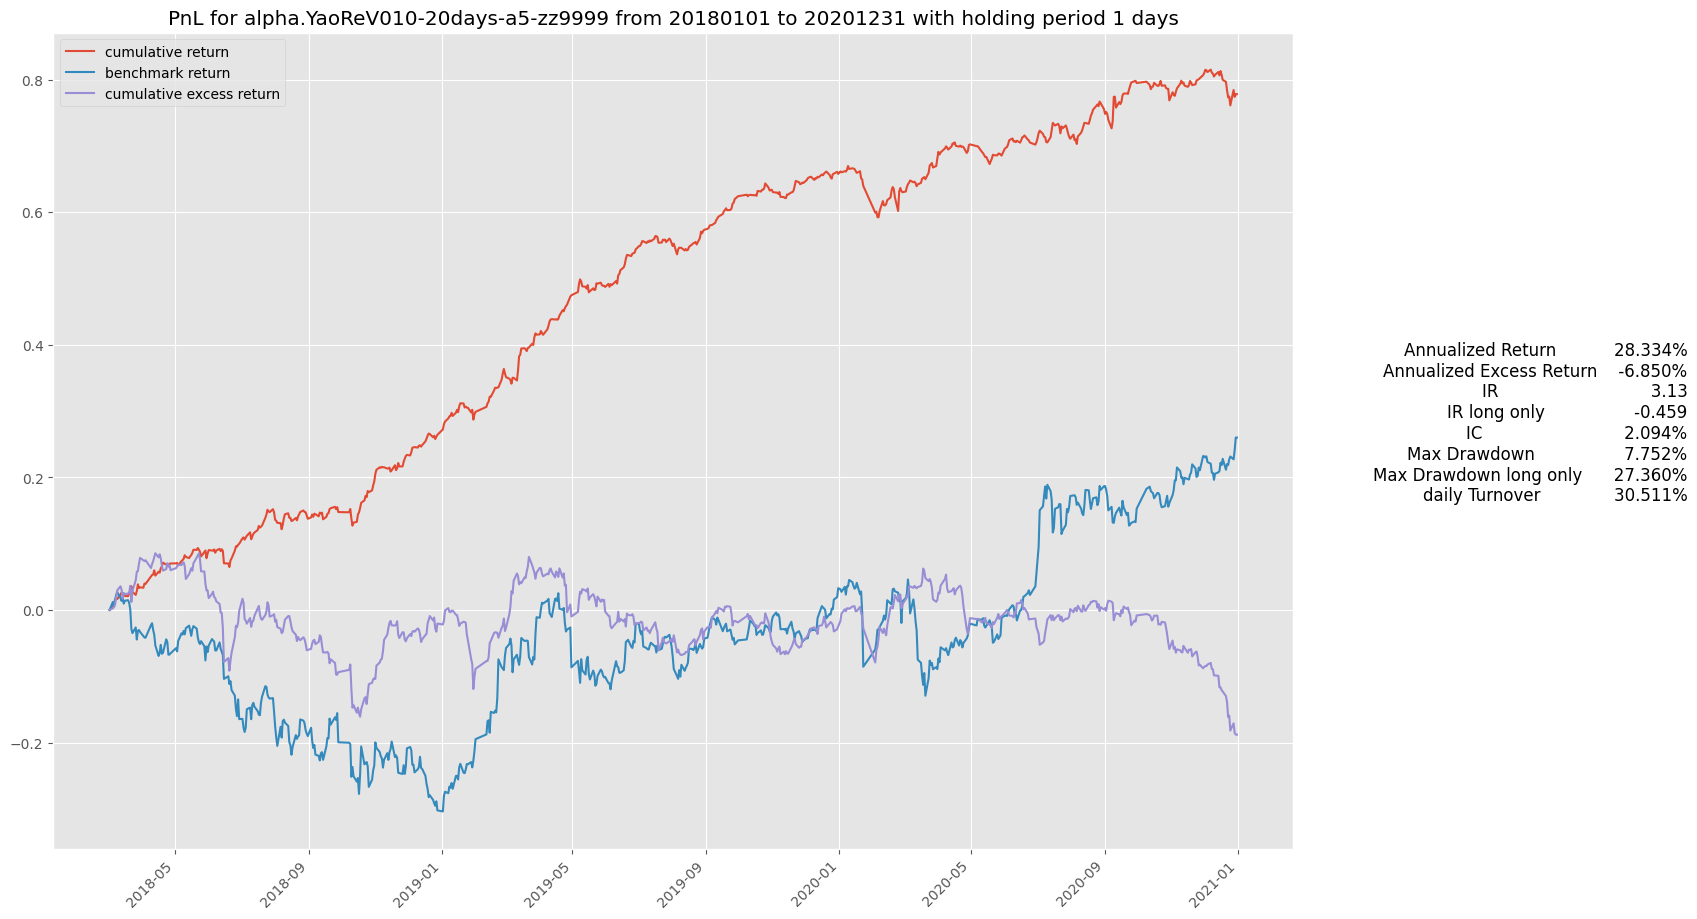 PnL for alpha.YaoReV010-20days-a5-zz9999 from 20180101 to 20201231 with holding period 1 days
cumulative return
benchmark return
cumulative excess return
0.8
0.6
0.4
0.2
0.0
−0.2
2018-05
2018-09
2019-01
2019-05
2019-09
2020-01
2020-05
2020-09
2021-01
Annualized Return 28.334%
Annualized Excess Return -6.850%
IR 3.13
IR long only -0.459
IC 2.094%
Max Drawdown 7.752%
Max Drawdown long only 27.360%
daily Turnover 30.511%